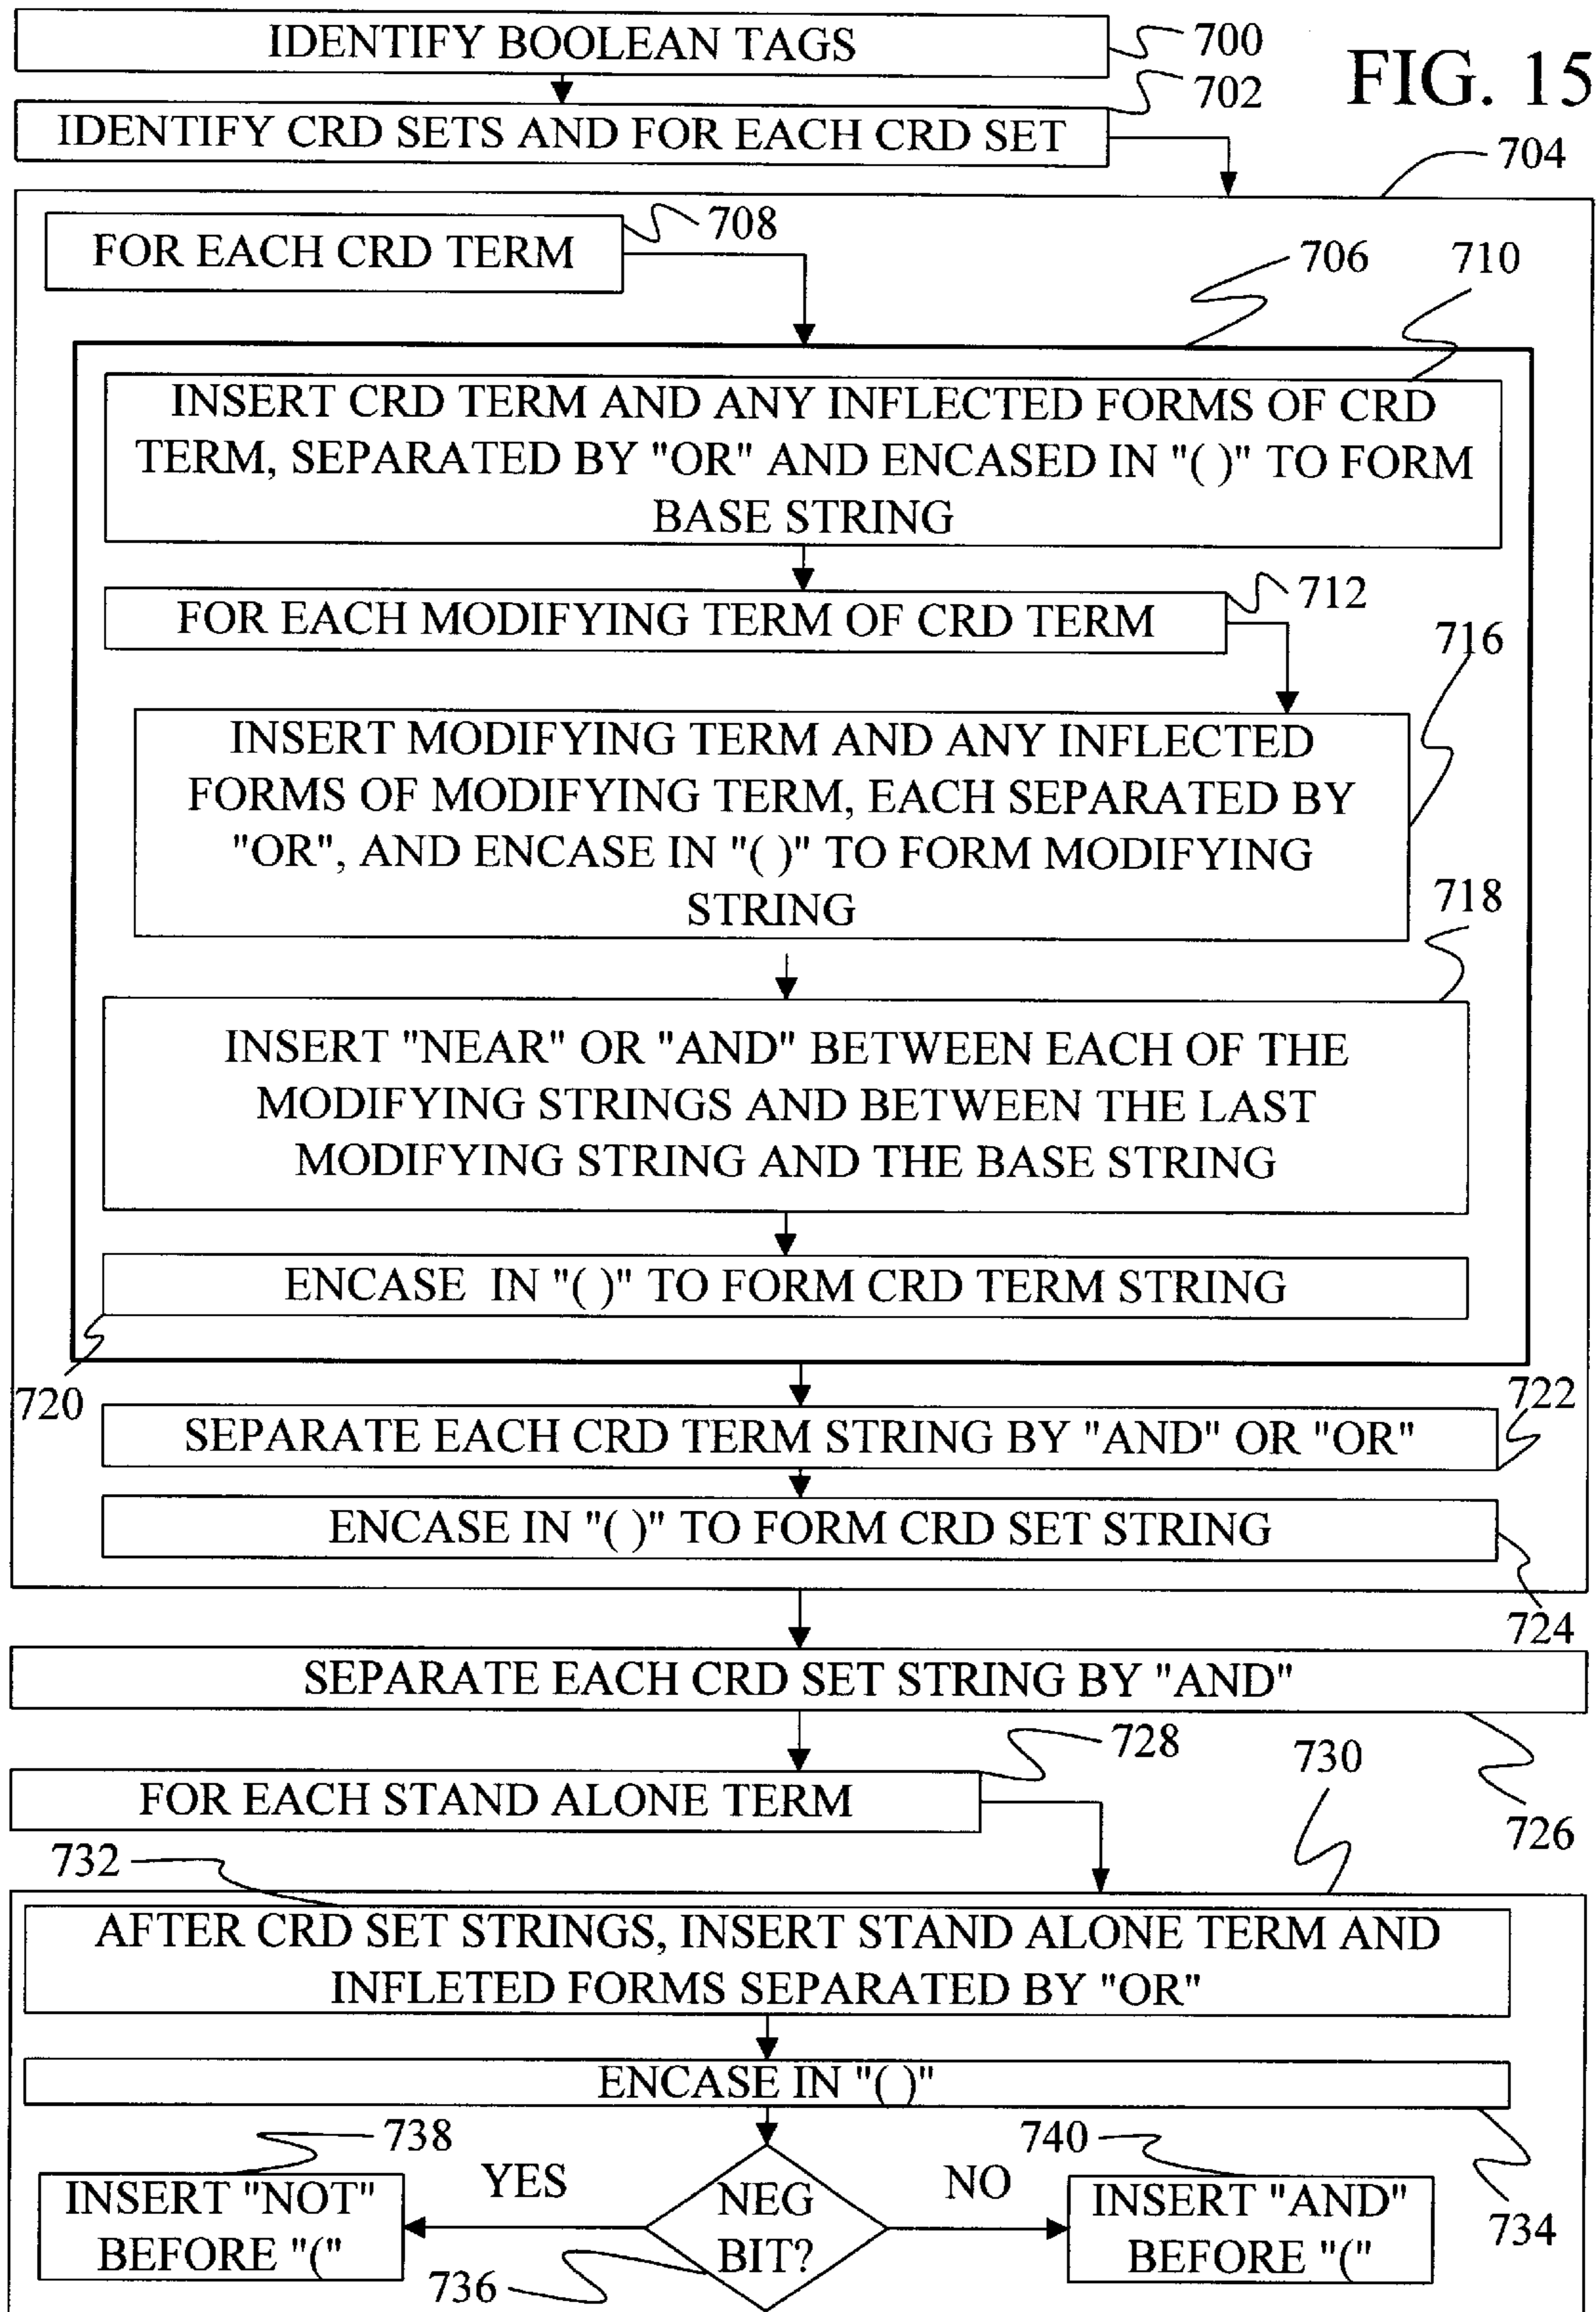 IDENTIFY BOOLEAN TAGS
700
FIG. 15
702
IDENTIFY CRD SETS AND FOR EACH CRD SET
704
708
FOR EACH CRD TERM
706
710
INSERT CRD TERM AND ANY INFLECTED FORMS OF CRD
TERM, SEPARATED BY "OR" AND ENCASED IN "( )" TO FORM
BASE STRING
712
FOR EACH MODIFYING TERM OF CRD TERM
716
INSERT MODIFYING TERM AND ANY INFLECTED
FORMS OF MODIFYING TERM, EACH SEPARATED BY
"OR", AND ENCASE IN "( )" TO FORM MODIFYING
STRING
718
INSERT "NEAR" OR "AND" BETWEEN EACH OF THE
MODIFYING STRINGS AND BETWEEN THE LAST
MODIFYING STRING AND THE BASE STRING
ENCASE IN "( )" TO FORM CRD TERM STRING
720
722
SEPARATE EACH CRD TERM STRING BY "AND" OR "OR"
ENCASE IN "( )" TO FORM CRD SET STRING
724
SEPARATE EACH CRD SET STRING BY "AND"
728
730
FOR EACH STAND ALONE TERM
726
732
AFTER CRD SET STRINGS, INSERT STAND ALONE TERM AND
INFLETED FORMS SEPARATED BY "OR"
ENCASE IN "( )"
738
740
734
YES
NO
INSERT "NOT"
BEFORE "("
NEG
BIT?
INSERT "AND"
BEFORE "("
736